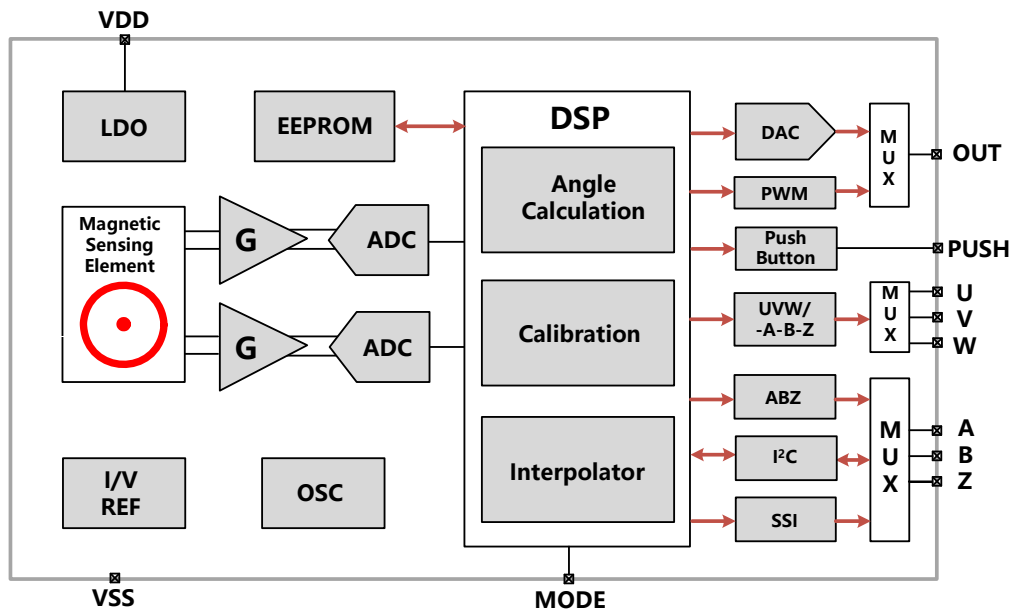 VDD
LDO
EEPROM
DSP
Angle
Calculation
Calibration
Interpolator
Magnetic
Sensing
Element
G
ADC
G
ADC
I/V
REF
OSC
DAC
PWM
M
U
X
OUT
Push
Button
PUSH
UVW/
-A-B-Z
M
U
X
U
V
W
ABZ
I²C
SSI
M
U
X
A
B
Z
VSS
MODE